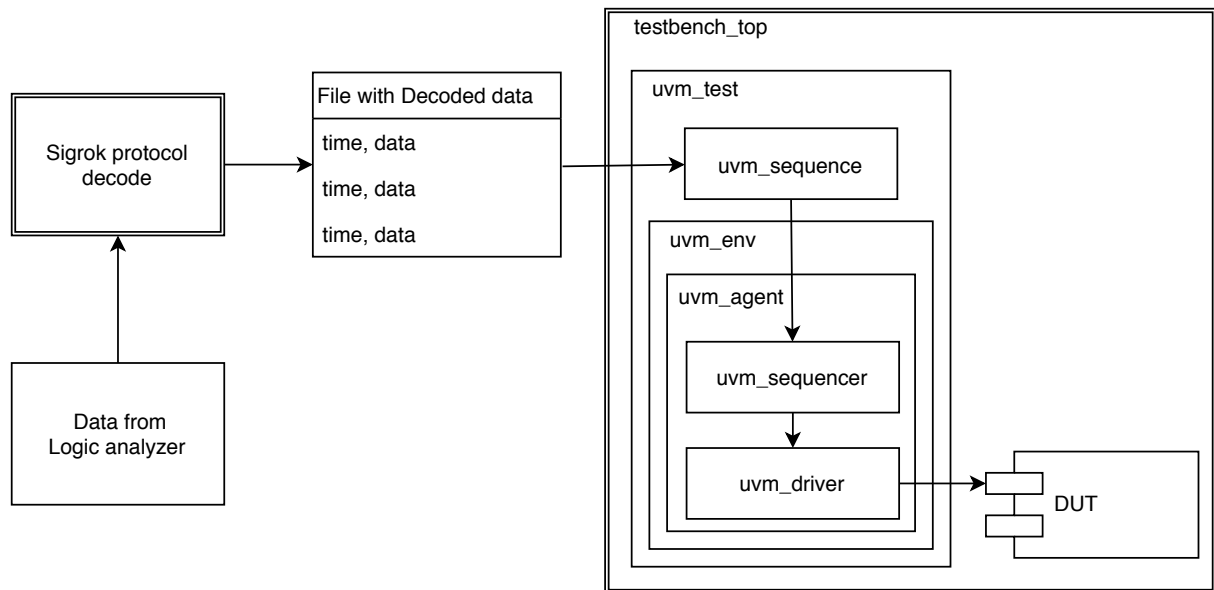 testbench_top
uvm_test
File with Decoded data
time, data
time, data
time, data
Sigrok protocol
decode
uvm_sequence
uvm_env
uvm_agent
uvm_sequencer
Data from
Logic analyzer
uvm_driver
DUT